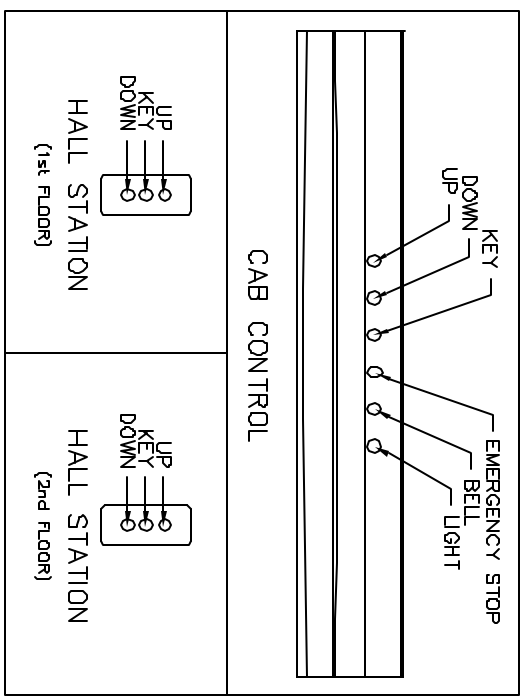 KEY
DOWN
UP
EMERGENCY STOP
BELL
LIGHT
CAB CONTROL
UP
KEY
DOWN
HALL STATION
(1st FLOOR)
UP
KEY
DOWN
HALL STATION
(2nd FLOOR)